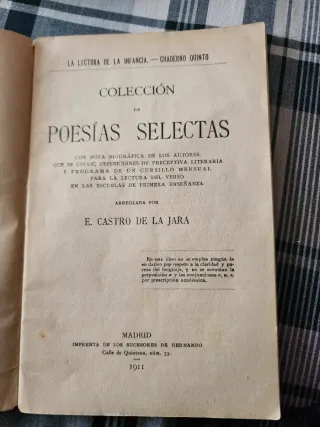 LA LECTURA DE LA INFANCIA. — CUADERNO QUINTO
COLECCIÓN
DE
POESÍAS SELECTAS
CON NOTA BIOGRÁFICA DE LOS AUTORES
QUE SE CITAN, DEFINICIONES DE PRECEPTIVA LITERARIA
Y PROGRAMA DE UN CURSILLO MENSUAL
PARA LA LECTURA DEL VERSO
EN LAS ESCUELAS DE PRIMERA ENSEÑANZA
ARREGLADA POR
E. CASTRO DE LA JARA
En este libro no se emplea ningún de-
por respeto a la claridad y pu-
reza del lenguaje, y no se acentúan la
preposición a y las conjunciones e, o, u,
por prescripción académica.
MADRID
IMPRENTA DE LOS SUCESORES DE HERNANDO
Calle de Quintana, núm. 33.
1911